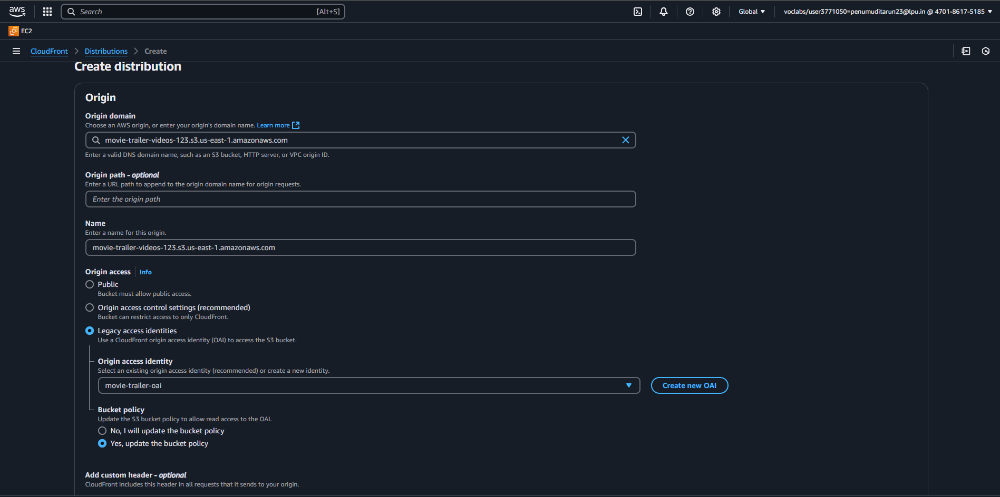 aws
Search [Alt+S]
Global
voclabs/user3771050=penumuditarun23@lpu.in @ 4701-8617-5185
EC2
CloudFront > Distributions > Create
Create distribution
Origin
Origin domain
Choose an AWS origin, or enter your origin's domain name. Learn more
movie-trailer-videos-123.s3.us-east-1.amazonaws.com
Enter a valid DNS domain name, such as an S3 bucket, HTTP server, or VPC origin ID.
Origin path - optional
Enter a URL path to append to the origin domain name for origin requests.
Enter the origin path
Name
Enter a name for this origin.
movie-trailer-videos-123.s3.us-east-1.amazonaws.com
Origin access Info
Public
Bucket must allow public access.
Origin access control settings (recommended)
Bucket can restrict access to only CloudFront.
Legacy access identities
Use a CloudFront origin access identity (OAI) to access the S3 bucket.
Origin access identity
Select an existing origin access identity (recommended) or create a new identity.
movie-trailer-oai
Create new OAI
Bucket policy
Update the S3 bucket policy to allow read access to the OAI.
No, I will update the bucket policy
Yes, update the bucket policy
Add custom header - optional
CloudFront includes this header in all requests that it sends to your origin.